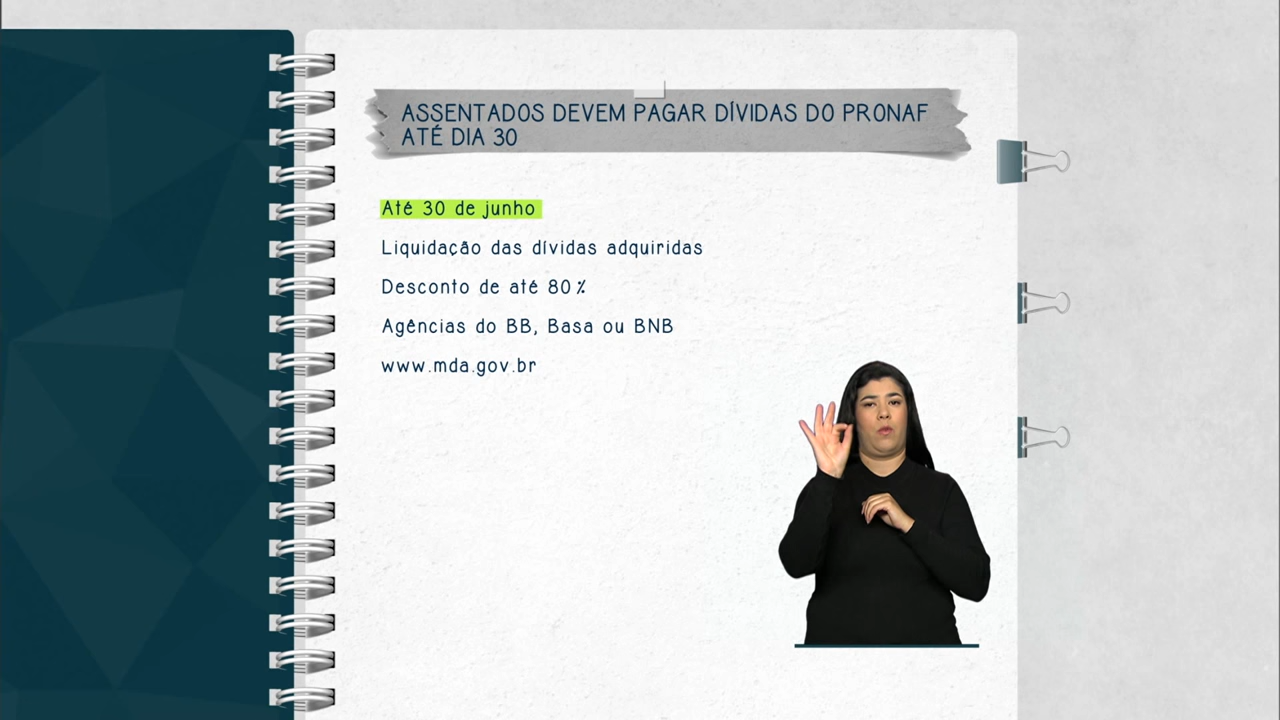 ASSENTADOS DEVEM PAGAR DÍVIDAS DO PRONAF
ATÉ DIA 30
Até 30 de junho
Liquidação das dívidas adquiridas
Desconto de até 80%
Agências do BB, Basa ou BNB
www.mda.gov.br